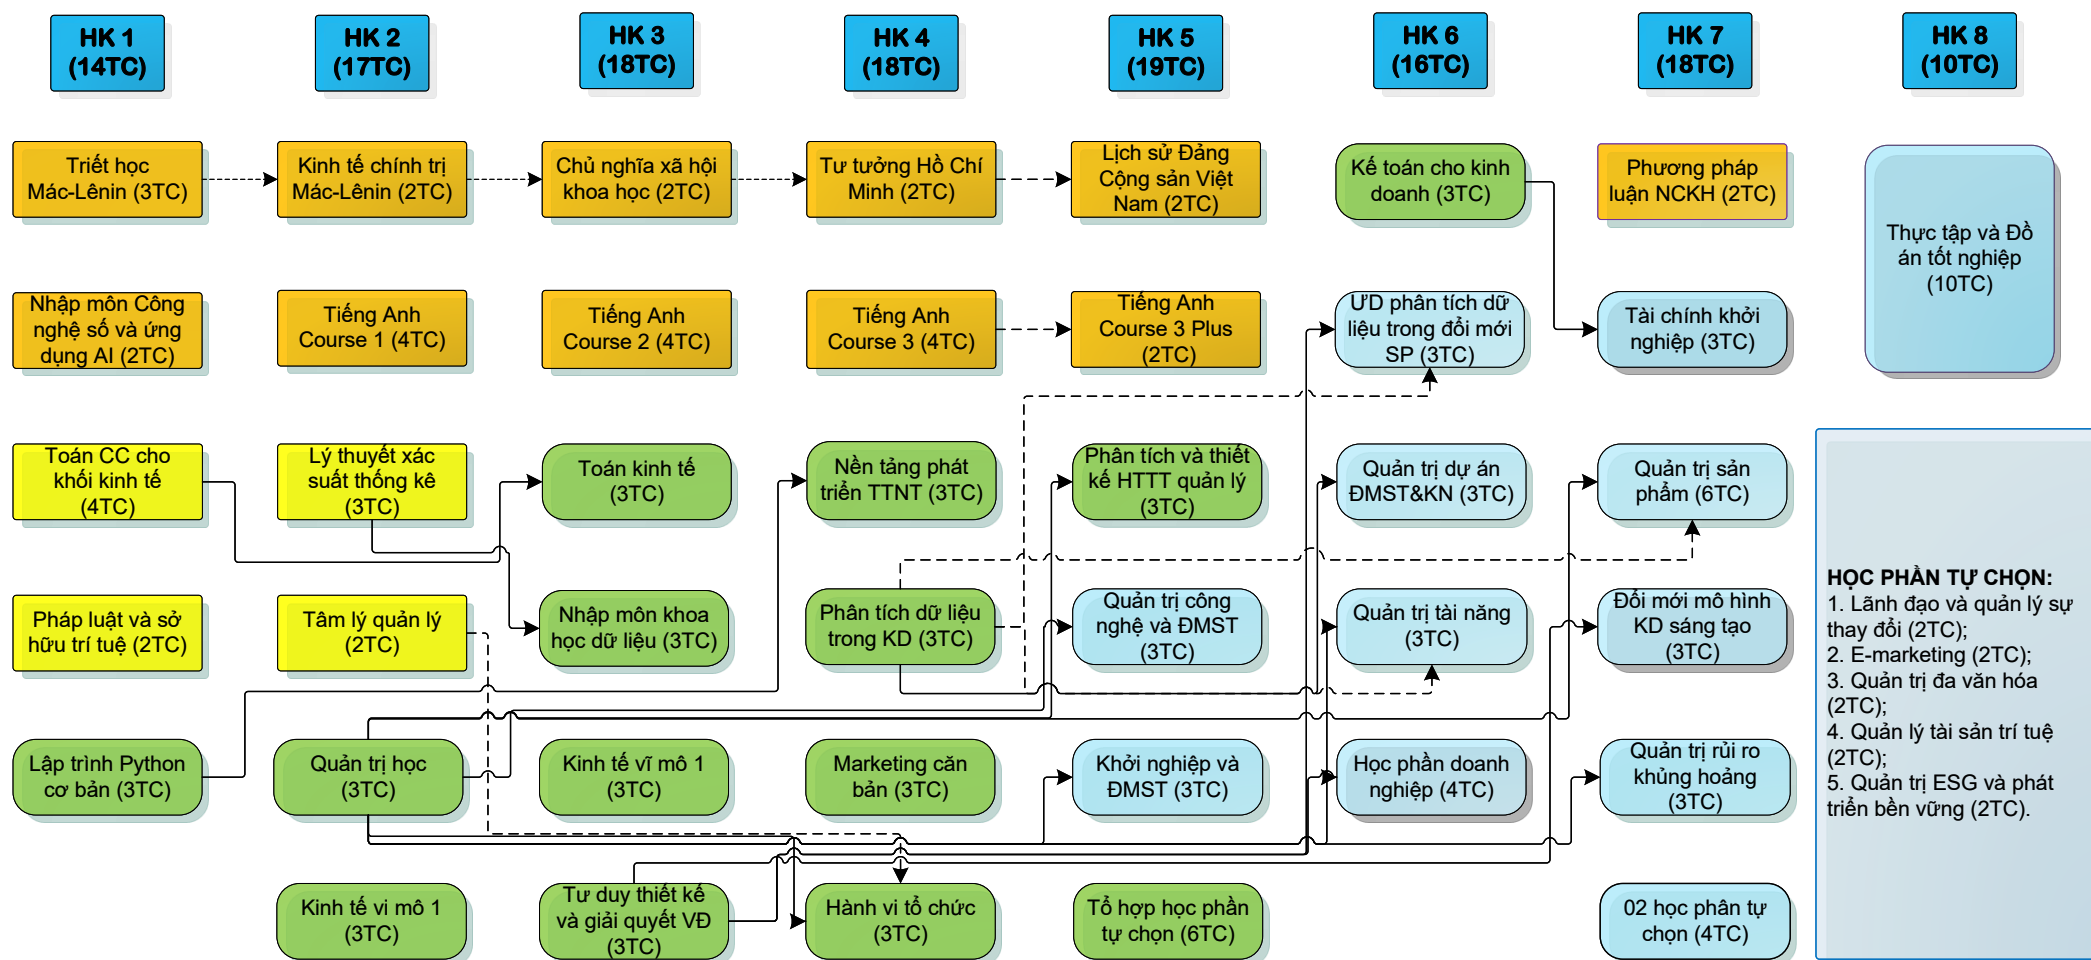 HK 1
(14TC)
HK 2
(17TC)
HK 3
(18TC)
HK 4
(18TC)
HK 5
(19TC)
HK 6
(16TC)
HK 7
(18TC)
HK 8
(10TC)
Triết học
Mác-Lênin (3TC)
Kinh tế chính trị
Mác-Lênin (2TC)
Chủ nghĩa xã hội
khoa học (2TC)
Tư tưởng Hồ Chí
Minh (2TC)
Lịch sử Đảng
Cộng sản Việt
Nam (2TC)
Kế toán cho kinh
doanh (3TC)
Phương pháp
luận NCKH (2TC)
Thực tập và Đồ
án tốt nghiệp
(10TC)
Nhập môn Công
nghệ số và ứng
dụng AI (2TC)
Tiếng Anh
Course 1 (4TC)
Tiếng Anh
Course 2 (4TC)
Tiếng Anh
Course 3 (4TC)
Tiếng Anh
Course 3 Plus
(2TC)
ƯD phân tích dữ
liệu trong đổi mới
SP (3TC)
Tài chính khởi
nghiệp (3TC)
Toán CC cho
khối kinh tế
(4TC)
Lý thuyết xác
suất thống kê
(3TC)
Toán kinh tế
(3TC)
Nền tảng phát
triển TTNT (3TC)
Phân tích và thiết
kế HTTT quản lý
(3TC)
Quản trị dự án
ĐMST&KN (3TC)
Quản trị sản
phẩm (6TC)
Pháp luật và sở
hữu trí tuệ (2TC)
Tâm lý quản lý
(2TC)
Nhập môn khoa
học dữ liệu (3TC)
Phân tích dữ liệu
trong KD (3TC)
Quản trị công
nghệ và ĐMST
(3TC)
Quản trị tài năng
(3TC)
Đổi mới mô hình
KD sáng tạo
(3TC)
Lập trình Python
cơ bản (3TC)
Quản trị học
(3TC)
Kinh tế vĩ mô 1
(3TC)
Marketing căn
bản (3TC)
Khởi nghiệp và
ĐMST (3TC)
Học phần doanh
nghiệp (4TC)
Quản trị rủi ro
khủng hoảng
(3TC)
Kinh tế vi mô 1
(3TC)
Tư duy thiết kế
và giải quyết VĐ
(3TC)
Hành vi tổ chức
(3TC)
Tổ hợp học phần
tự chọn (6TC)
02 học phân tự
chọn (4TC)
HỌC PHẦN TỰ CHỌN:
1. Lãnh đạo và quản lý sự
thay đổi (2TC);
2. E-marketing (2TC);
3. Quản trị đa văn hóa
(2TC);
4. Quản lý tài sản trí tuệ
(2TC);
5. Quản trị ESG và phát
triển bền vững (2TC).